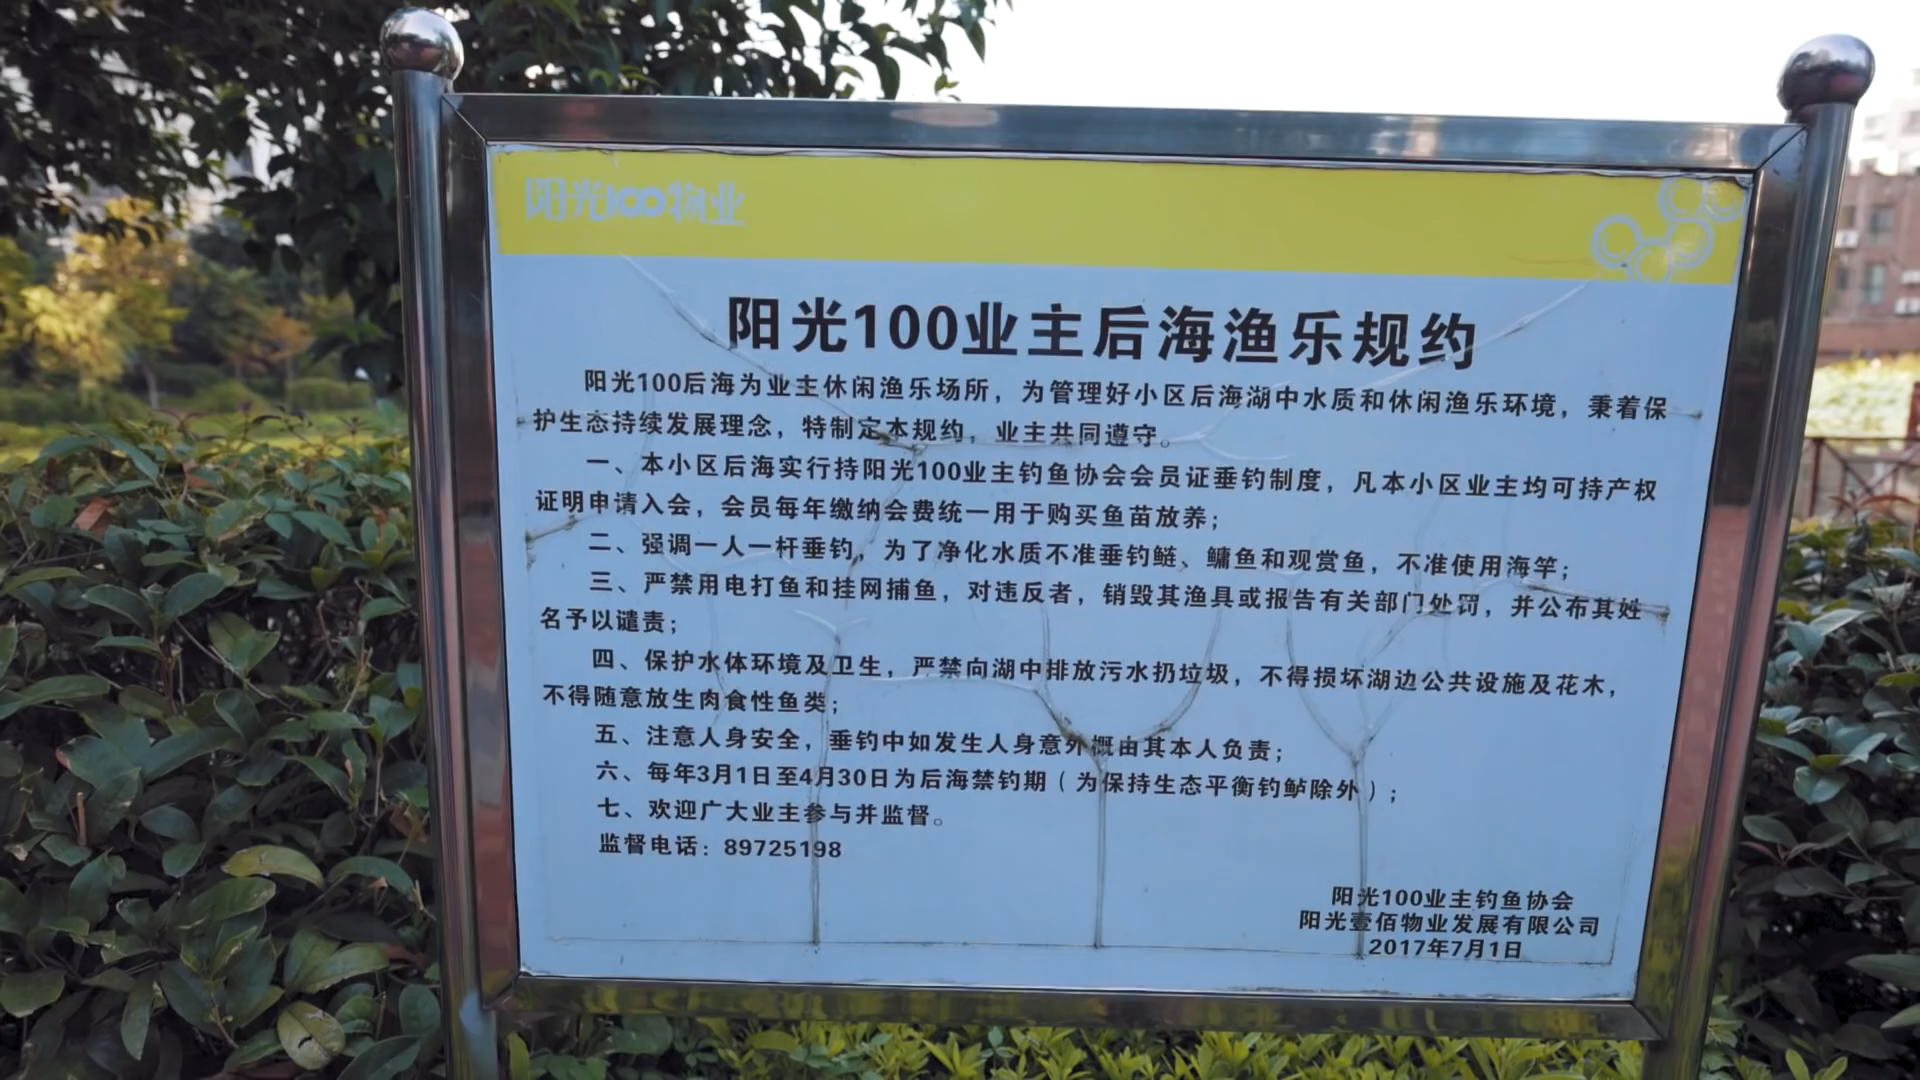 阳光100物业
阳光100业主后海渔乐规约
阳光100后海为业主休闲渔乐场所，为管理好小区后海湖中水质和休闲渔乐环境，秉着保
护生态持续发展理念，特制定本规约，业主共同遵守。
一、本小区后海实行持阳光100业主钓鱼协会会员证垂钓制度，凡本小区业主均可持产权
证明申请入会，会员每年缴纳会费统一用于购买鱼苗放养；
二、强调一人一杆垂钓，为了净化水质不准垂钓鲢、鳙鱼和观赏鱼，不准使用海竿；
三、严禁用电打鱼和挂网捕鱼，对违反者，销毁其渔具或报告有关部门处罚，并公布其姓
名予以谴责；
四、保护水体环境及卫生，严禁向湖中排放污水扔垃圾，不得损坏湖边公共设施及花木，
不得随意放生肉食性鱼类；
五、注意人身安全，垂钓中如发生人身意外概由其本人负责；
六、每年3月1日至4月30日为后海禁钓期（为保持生态平衡钓鲈除外）；
七、欢迎广大业主参与并监督。
监督电话：89725198
阳光100业主钓鱼协会
阳光壹佰物业发展有限公司
2017年7月1日